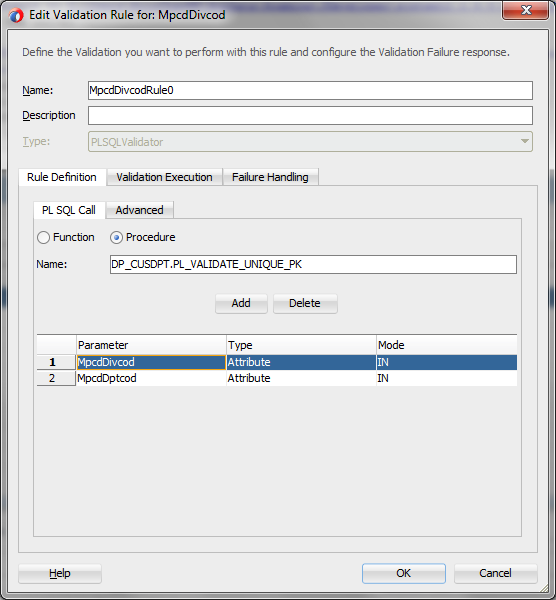 Edit Validation Rule for: MpcdDivcod
Define the Validation you want to perform with this rule and configure the Validation Failure response.
Name: MpcdDivcodRule0
Description
Type: PLSQLValidator
Rule Definition Validation Execution Failure Handling
PL SQL Call Advanced
Function Procedure
Name: DP_CUSDPT.PL_VALIDATE_UNIQUE_PK
Add Delete
Parameter Type Mode
1 MpcdDivcod Attribute IN
2 MpcdDptcod Attribute IN
Help OK Cancel